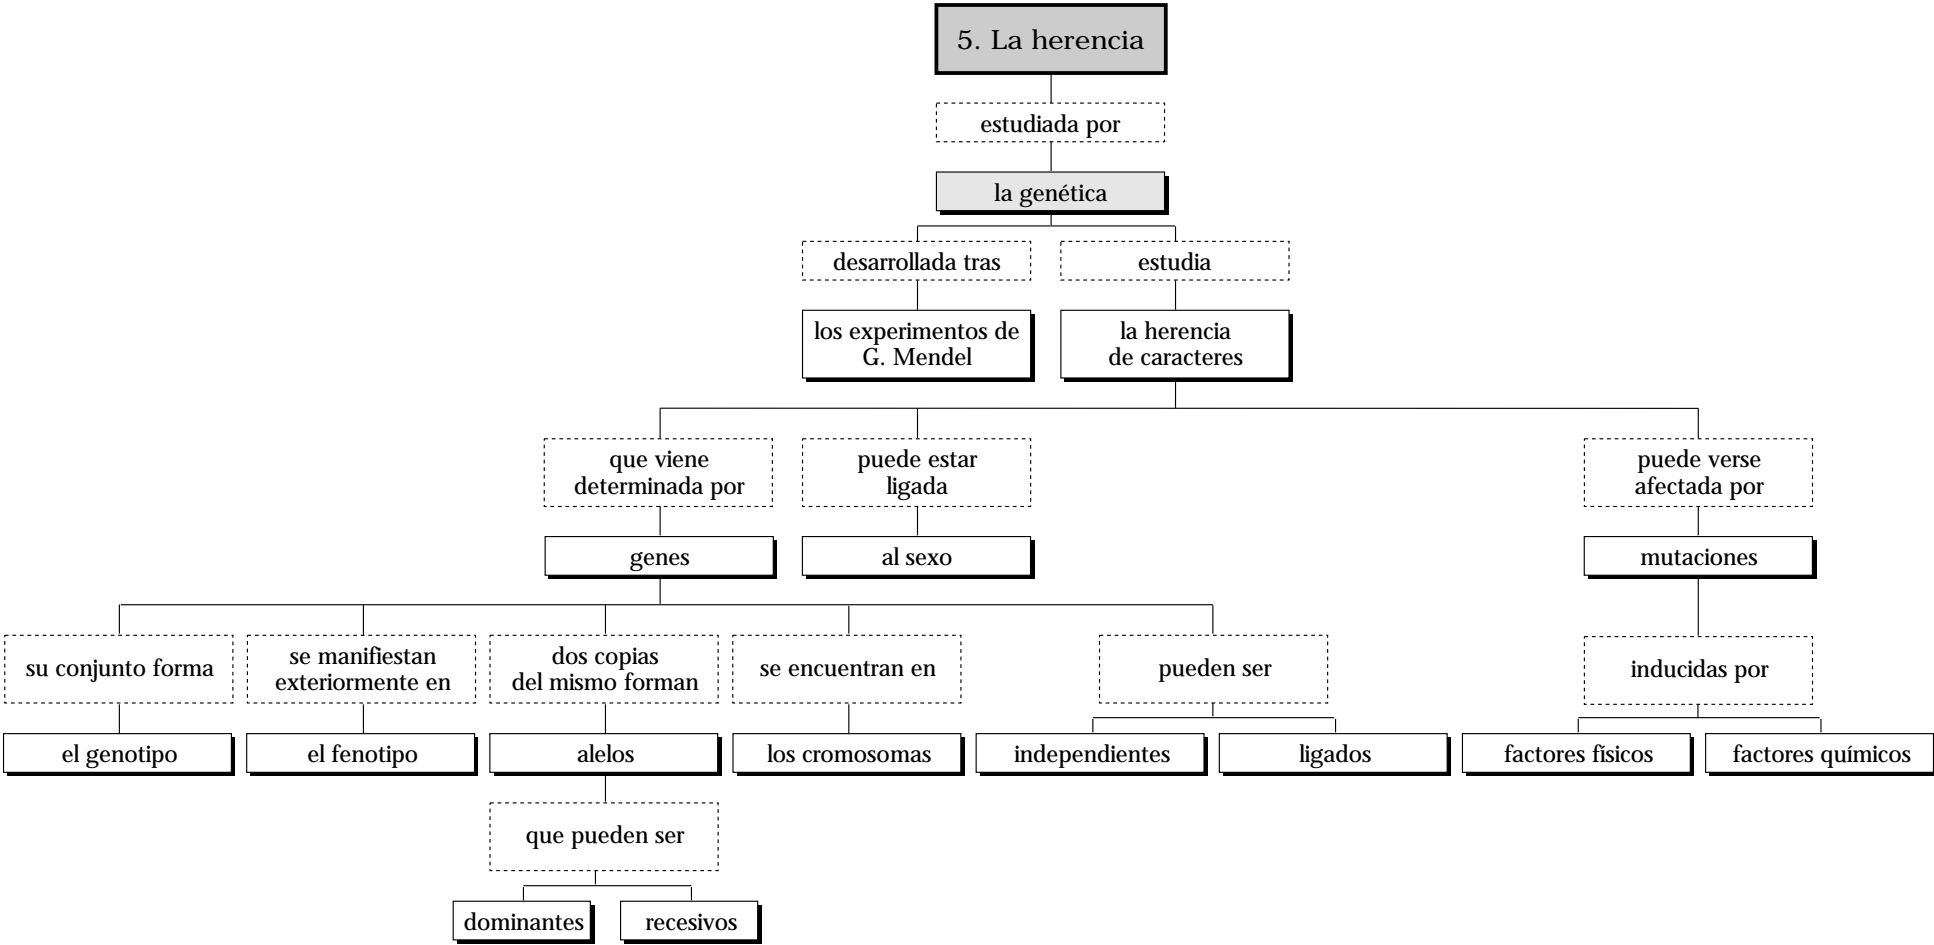 5. La herencia
estudiada por
la genética
desarrollada tras
estudia
los experimentos de
G. Mendel
la herencia
de caracteres
que viene
determinada por
puede estar
ligada
puede verse
afectada por
genes
al sexo
mutaciones
su conjunto forma
se manifiestan
exteriormente en
dos copias
del mismo forman
se encuentran en
pueden ser
inducidas por
el genotipo
el fenotipo
alelos
los cromosomas
independientes
ligados
factores físicos
factores químicos
que pueden ser
dominantes
recesivos